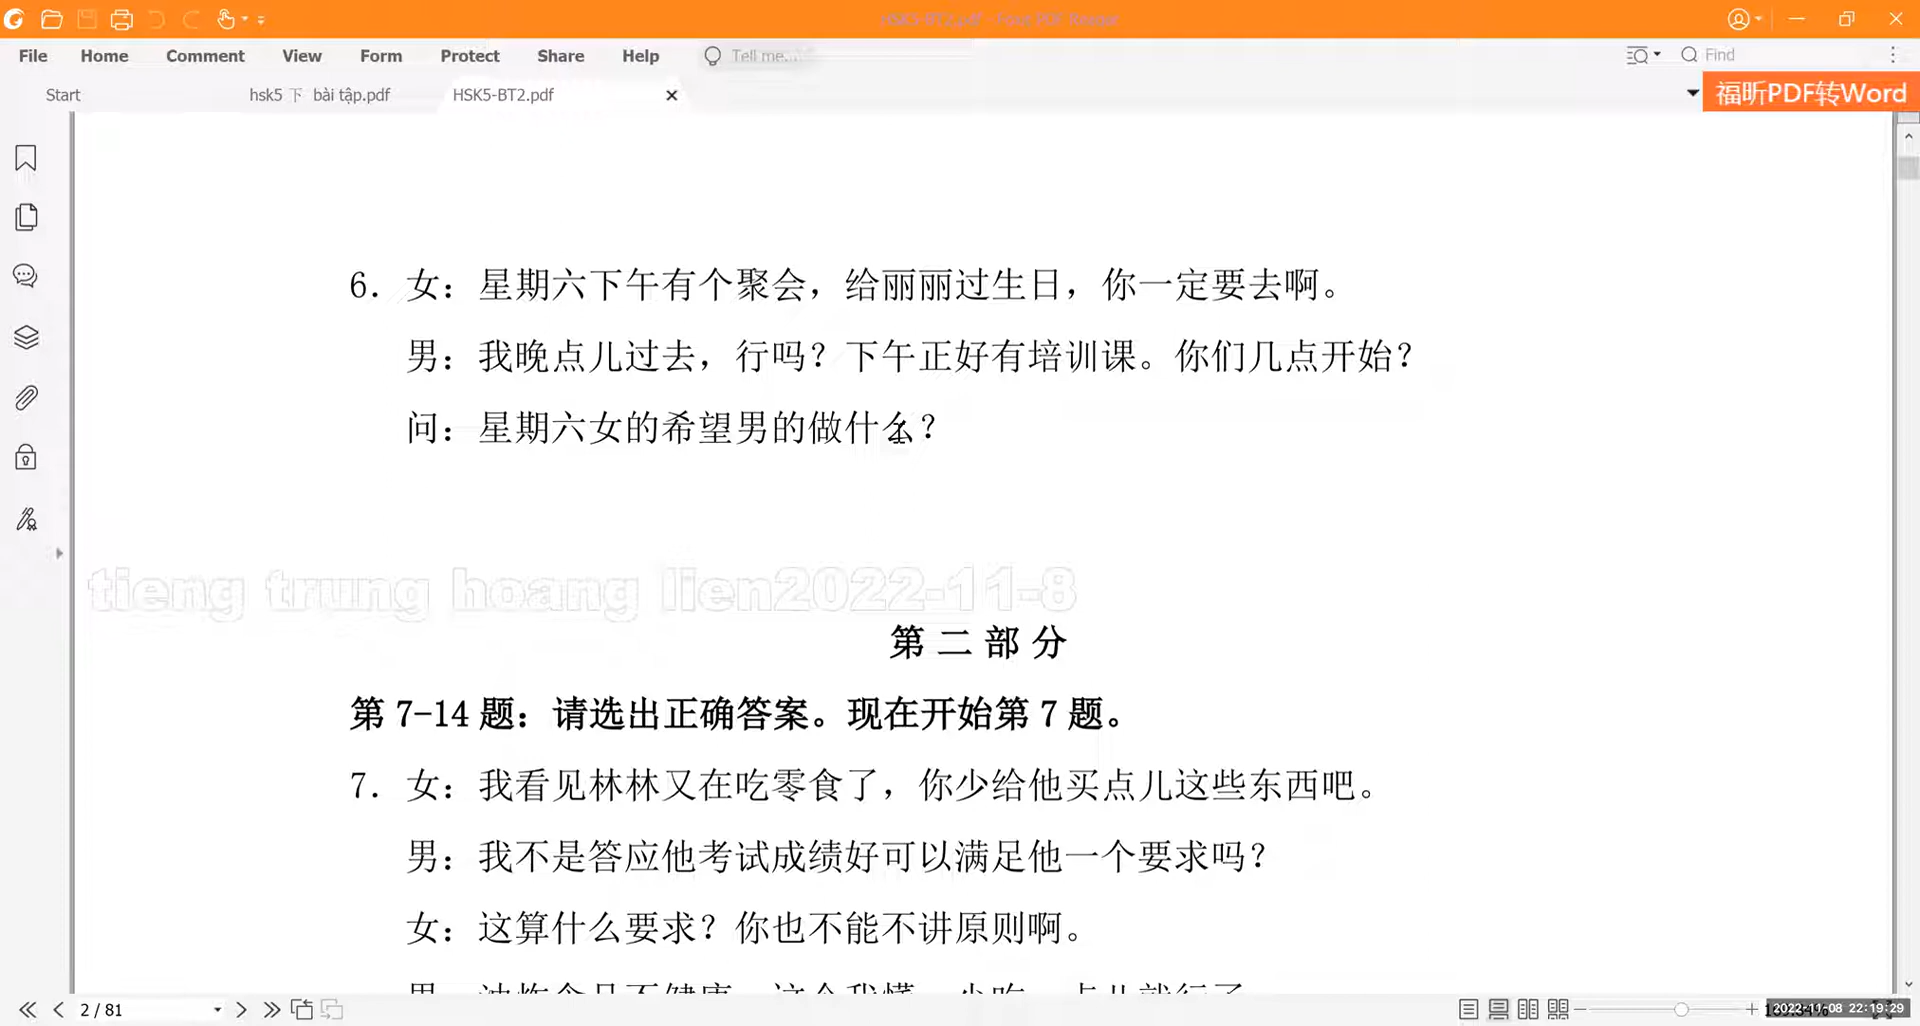 HSK5-BT2.pdf - Foxit PDF Reader
File Home Comment View Form Protect Share Help Tell me... Find
Start hsk5 下 bài tập.pdf HSK5-BT2.pdf 福昕PDF转Word
6. 女：星期六下午有个聚会，给丽丽过生日，你一定要去啊。
男：我晚点儿过去，行吗？下午正好有培训课。你们几点开始？
问：星期六女的希望男的做什么？
tieng trung hoang lien2022-11-8
第二部分
第 7-14 题：请选出正确答案。现在开始第 7 题。
7. 女：我看见林林又在吃零食了，你少给他买点儿这些东西吧。
男：我不是答应他考试成绩好可以满足他一个要求吗？
女：这算什么要求？你也不能不讲原则啊。
2 / 81
2022-11-08 22:19:29